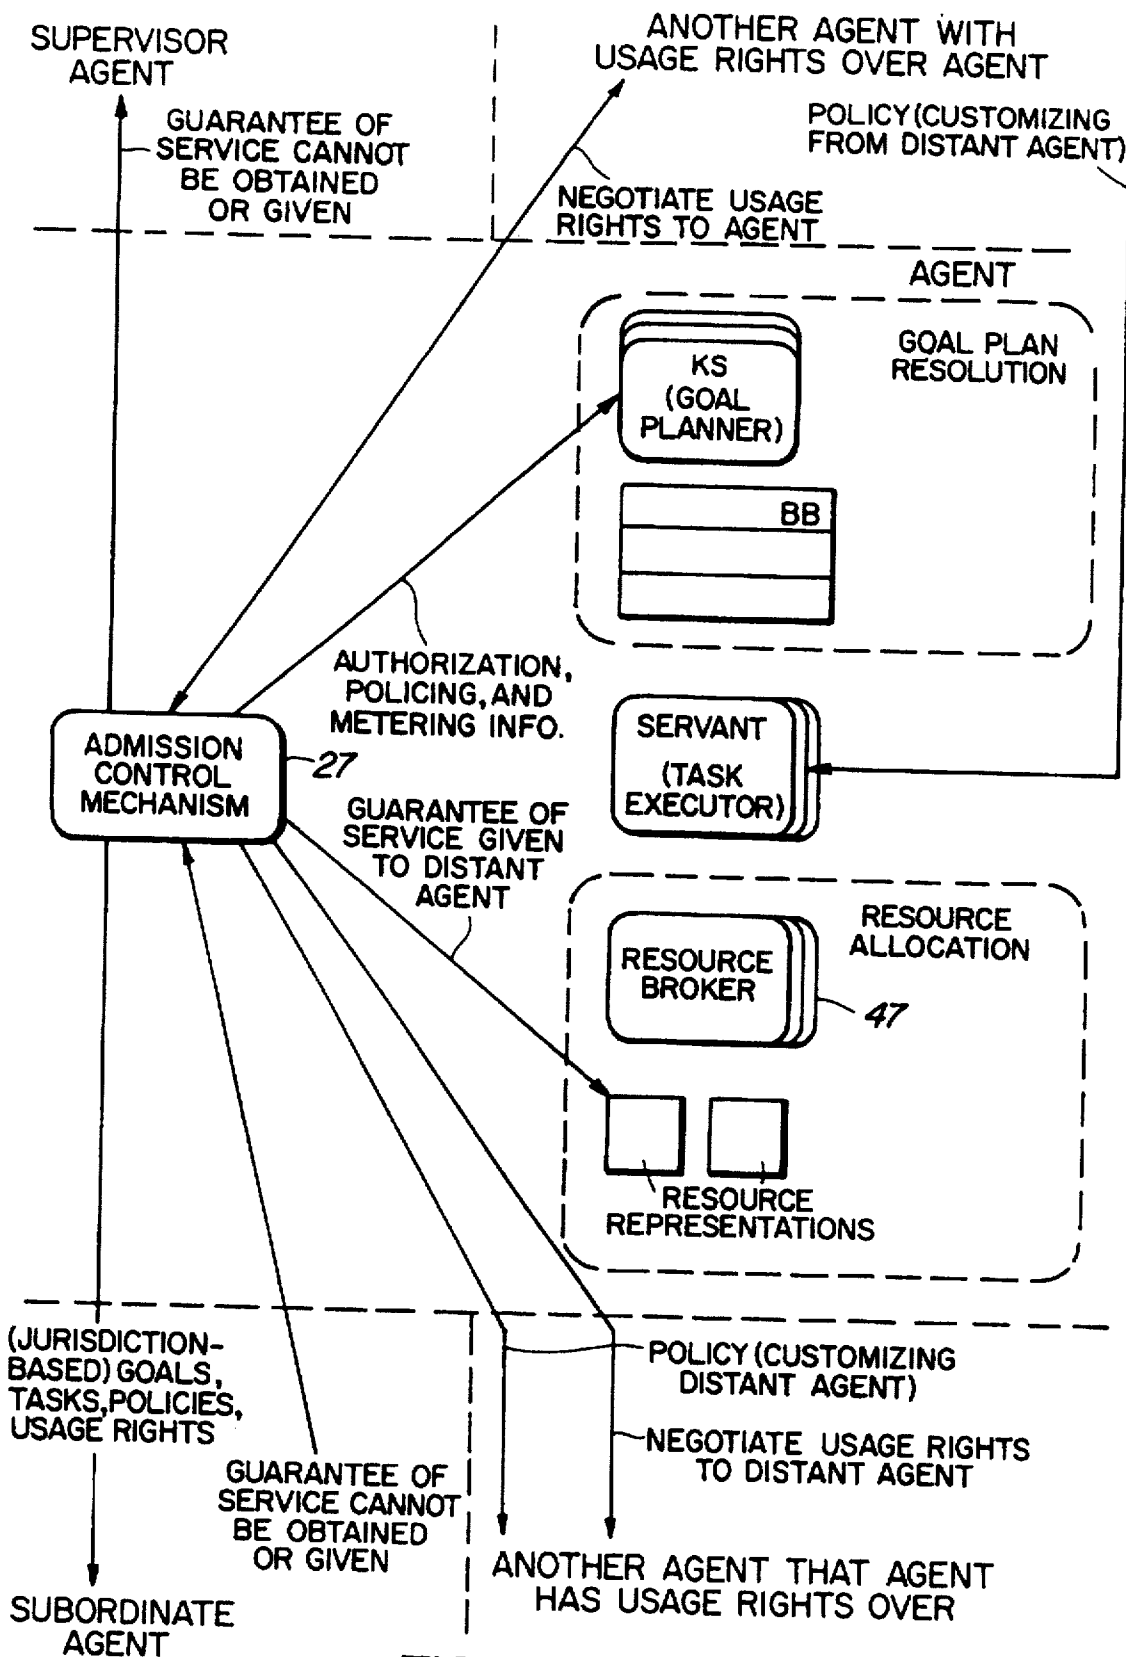 SUPERVISOR
AGENT
GUARANTEE OF
SERVICE CANNOT
BE OBTAINED
OR GIVEN
ANOTHER AGENT WITH
USAGE RIGHTS OVER AGENT
POLICY (CUSTOMIZING
FROM DISTANT AGENT)
NEGOTIATE USAGE
RIGHTS TO AGENT
AGENT
GOAL PLAN
RESOLUTION
KS
(GOAL
PLANNER)
BB
AUTHORIZATION,
POLICING, AND
METERING INFO.
ADMISSION
CONTROL
MECHANISM
27
SERVANT
(TASK
EXECUTOR)
GUARANTEE OF
SERVICE GIVEN
TO DISTANT
AGENT
RESOURCE
ALLOCATION
RESOURCE
BROKER
47
RESOURCE
REPRESENTATIONS
(JURISDICTION-
BASED) GOALS,
TASKS, POLICIES,
USAGE RIGHTS
POLICY (CUSTOMIZING
DISTANT AGENT)
NEGOTIATE USAGE RIGHTS
TO DISTANT AGENT
GUARANTEE OF
SERVICE CANNOT
BE OBTAINED
OR GIVEN
ANOTHER AGENT THAT AGENT
HAS USAGE RIGHTS OVER
SUBORDINATE
AGENT